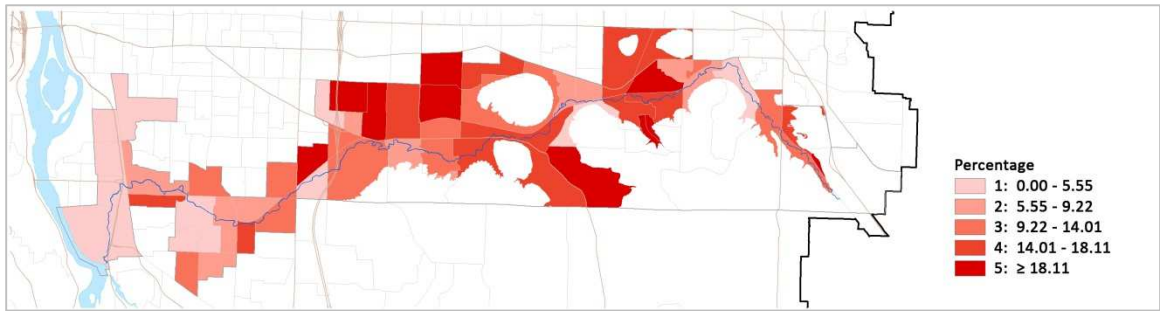 Percentage
1: 0.00 - 5.55
2: 5.55 - 9.22
3: 9.22 - 14.01
4: 14.01 - 18.11
5: ≥ 18.11